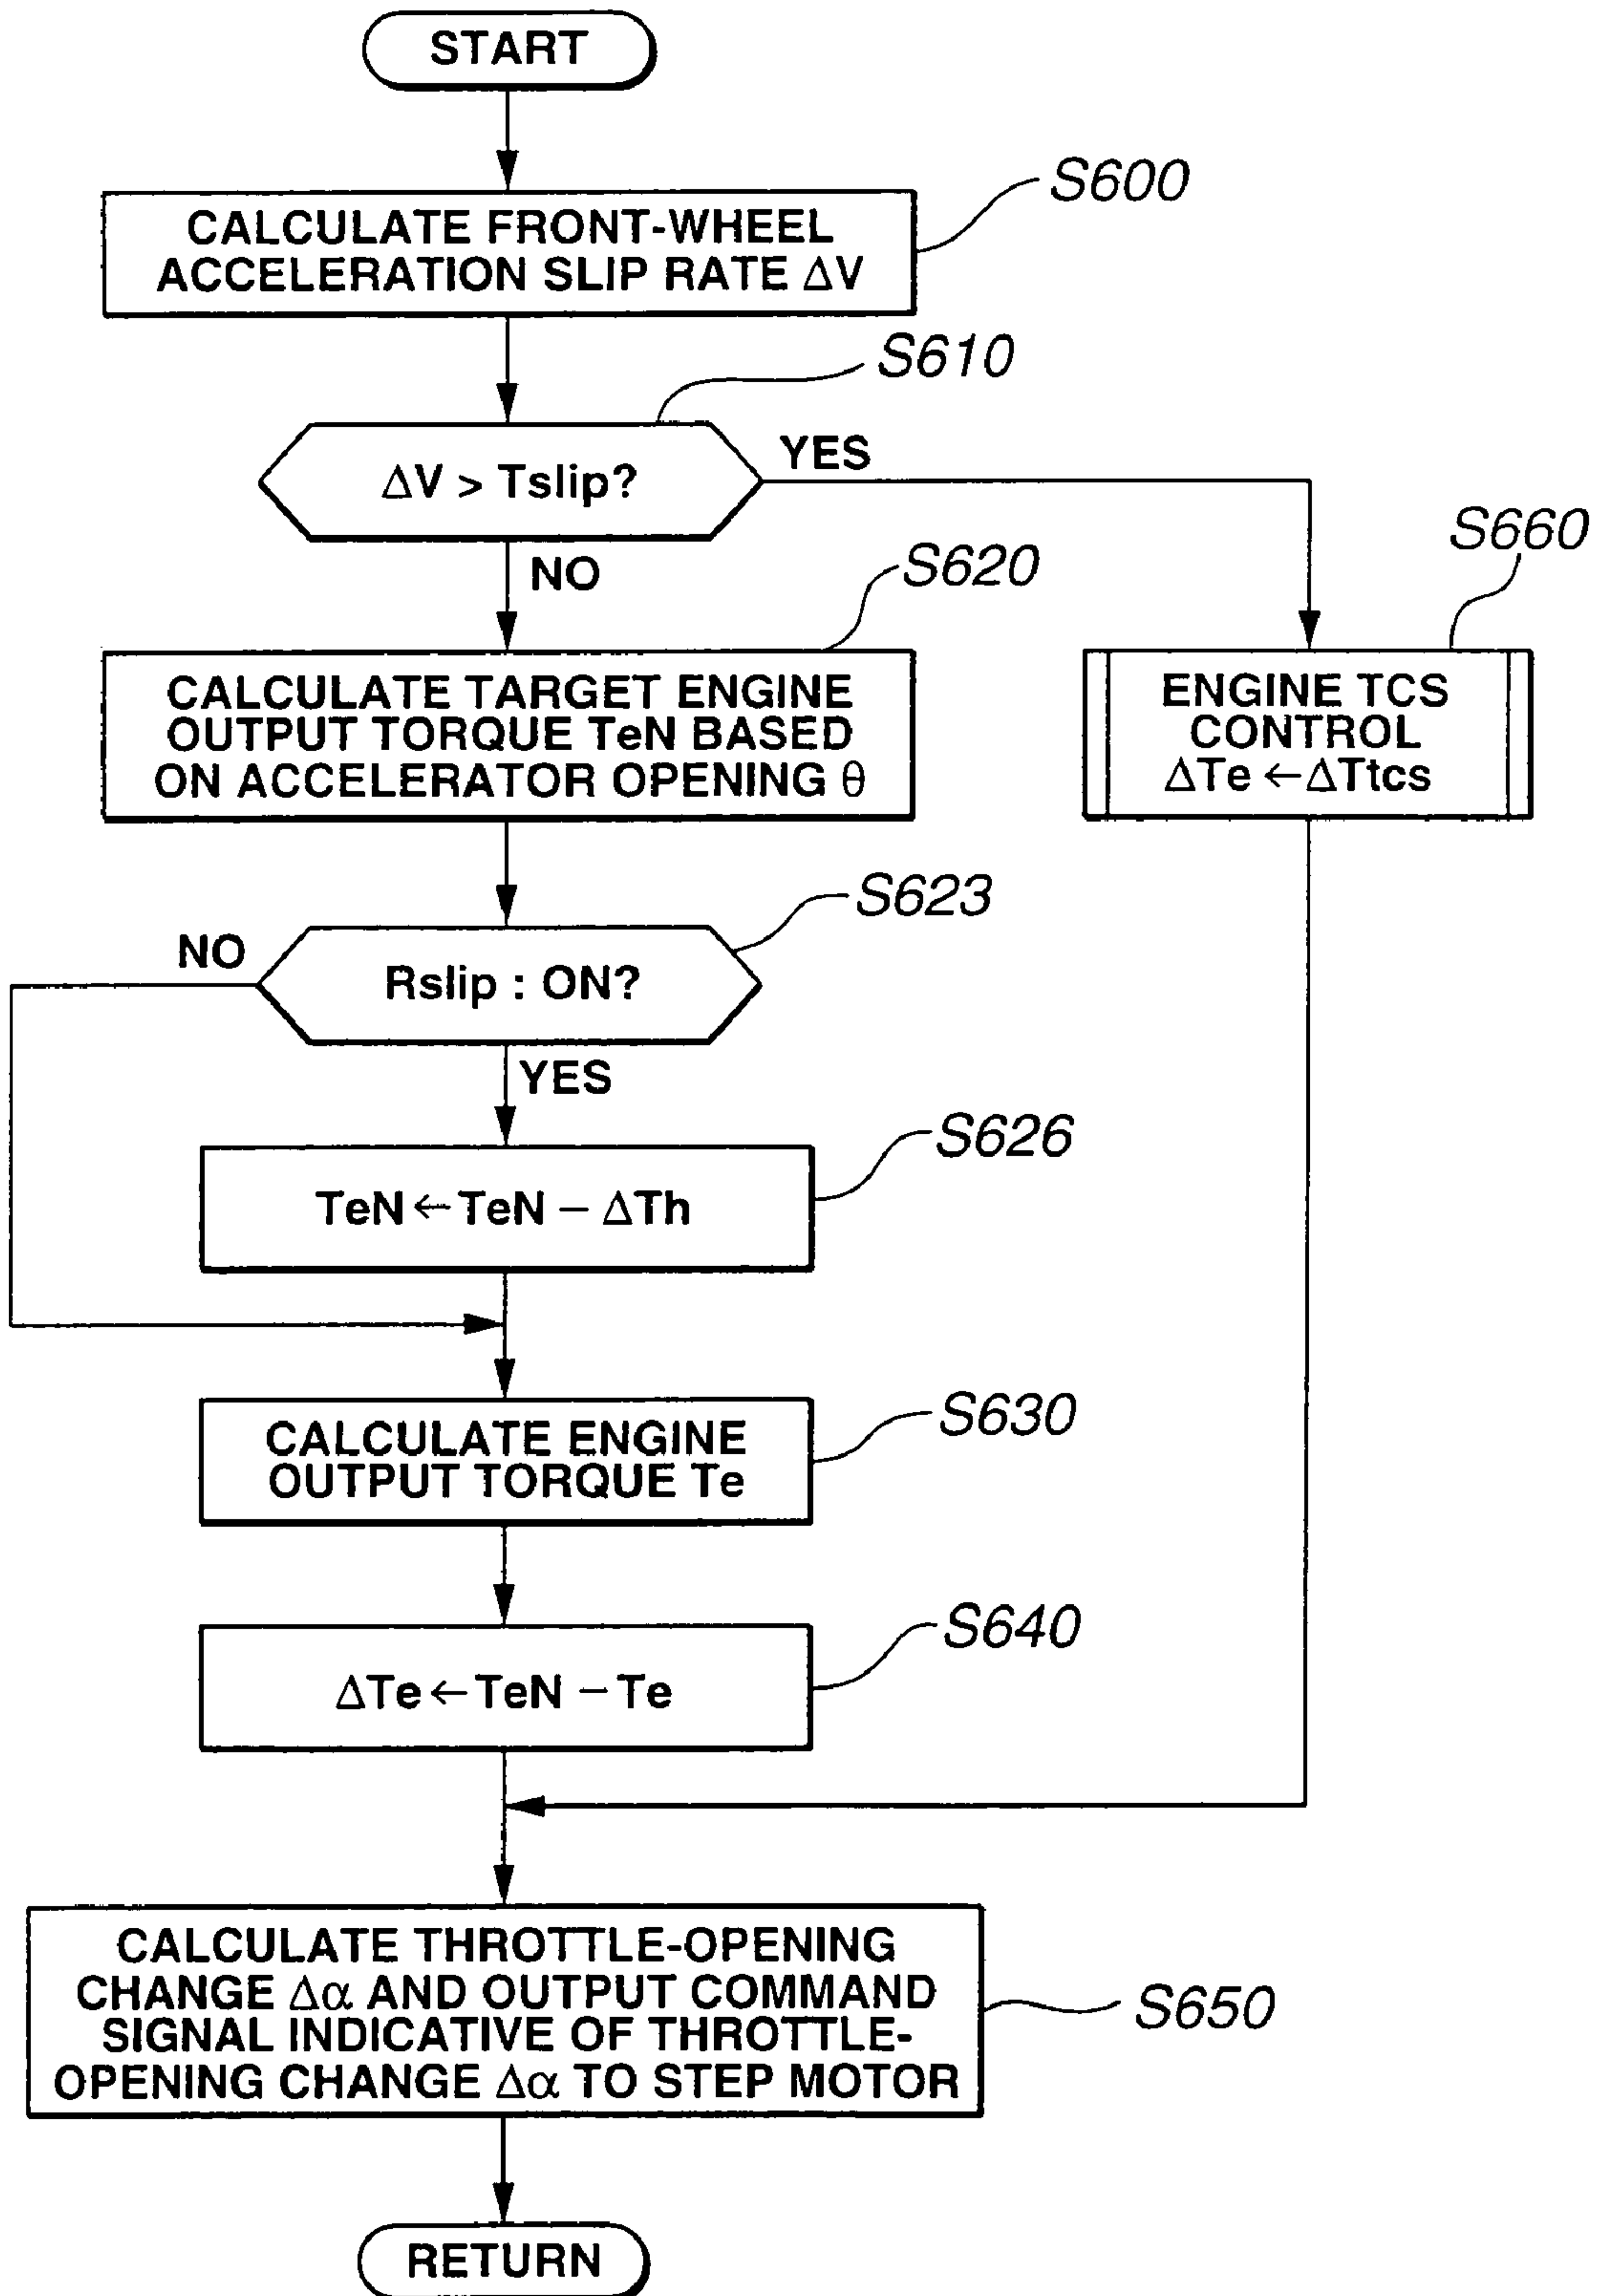 START
S600
CALCULATE FRONT-WHEEL
ACCELERATION SLIP RATE ΔV
S610
ΔV > Tslip?
YES
NO
S620
S660
CALCULATE TARGET ENGINE
OUTPUT TORQUE TeN BASED
ON ACCELERATOR OPENING θ
ENGINE TCS
CONTROL
ΔTe ← ΔTtcs
S623
NO
Rslip : ON?
YES
S626
TeN ← TeN – ΔTh
S630
CALCULATE ENGINE
OUTPUT TORQUE Te
S640
ΔTe ← TeN – Te
CALCULATE THROTTLE-OPENING
CHANGE Δα AND OUTPUT COMMAND
SIGNAL INDICATIVE OF THROTTLE-
OPENING CHANGE Δα TO STEP MOTOR
S650
RETURN